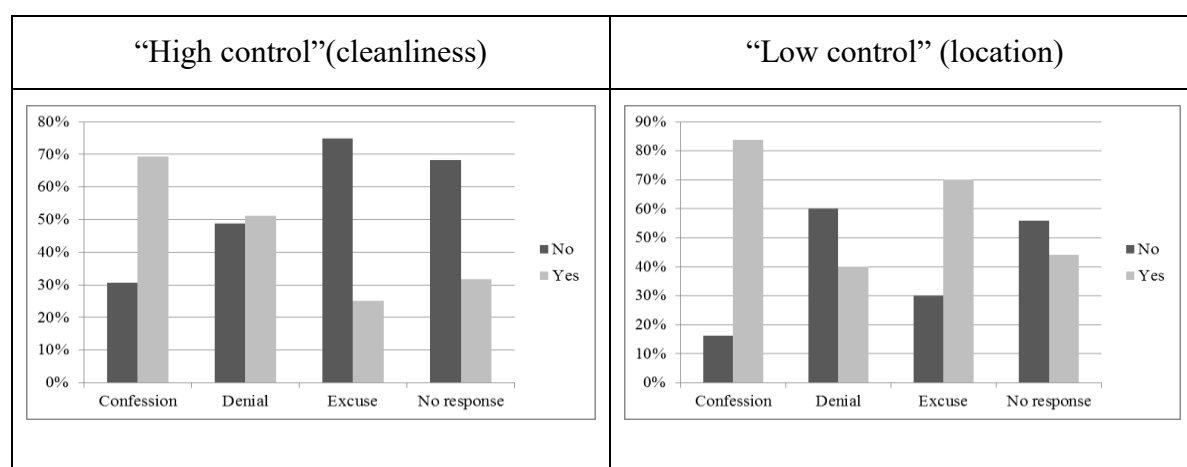 “High control”(cleanliness)
“Low control” (location)
80%
70%
60%
50%
40%
30%
20%
10%
0%
Confession Denial Excuse No response
No
Yes
90%
80%
70%
60%
50%
40%
30%
20%
10%
0%
Confession Denial Excuse No response
No
Yes